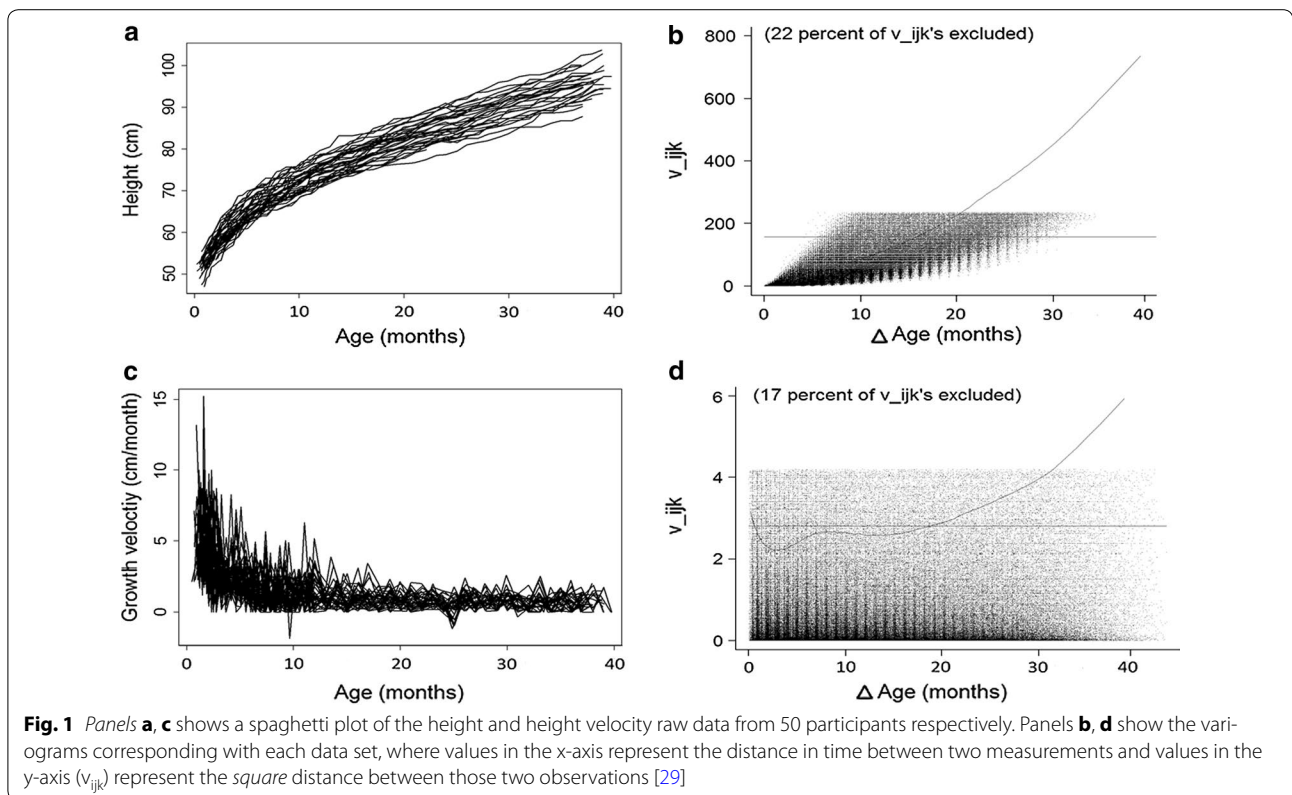 a
100
90
80
70
60
50
Height (cm)
0 10 20 30 40
Age (months)
b
(22 percent of v_ijk's excluded)
800
600
400
200
0
v_ijk
0 10 20 30 40
Δ Age (months)
c
15
10
5
0
Growth veloctiy (cm/month)
0 10 20 30 40
Age (months)
d
(17 percent of v_ijk's excluded)
6
4
2
0
v_ijk
0 10 20 30 40
Δ Age (months)
Fig. 1 Panels a, c shows a spaghetti plot of the height and height velocity raw data from 50 participants respectively. Panels b, d show the vari-
ograms corresponding with each data set, where values in the x-axis represent the distance in time between two measurements and values in the
y-axis (vijk) represent the square distance between those two observations [29]